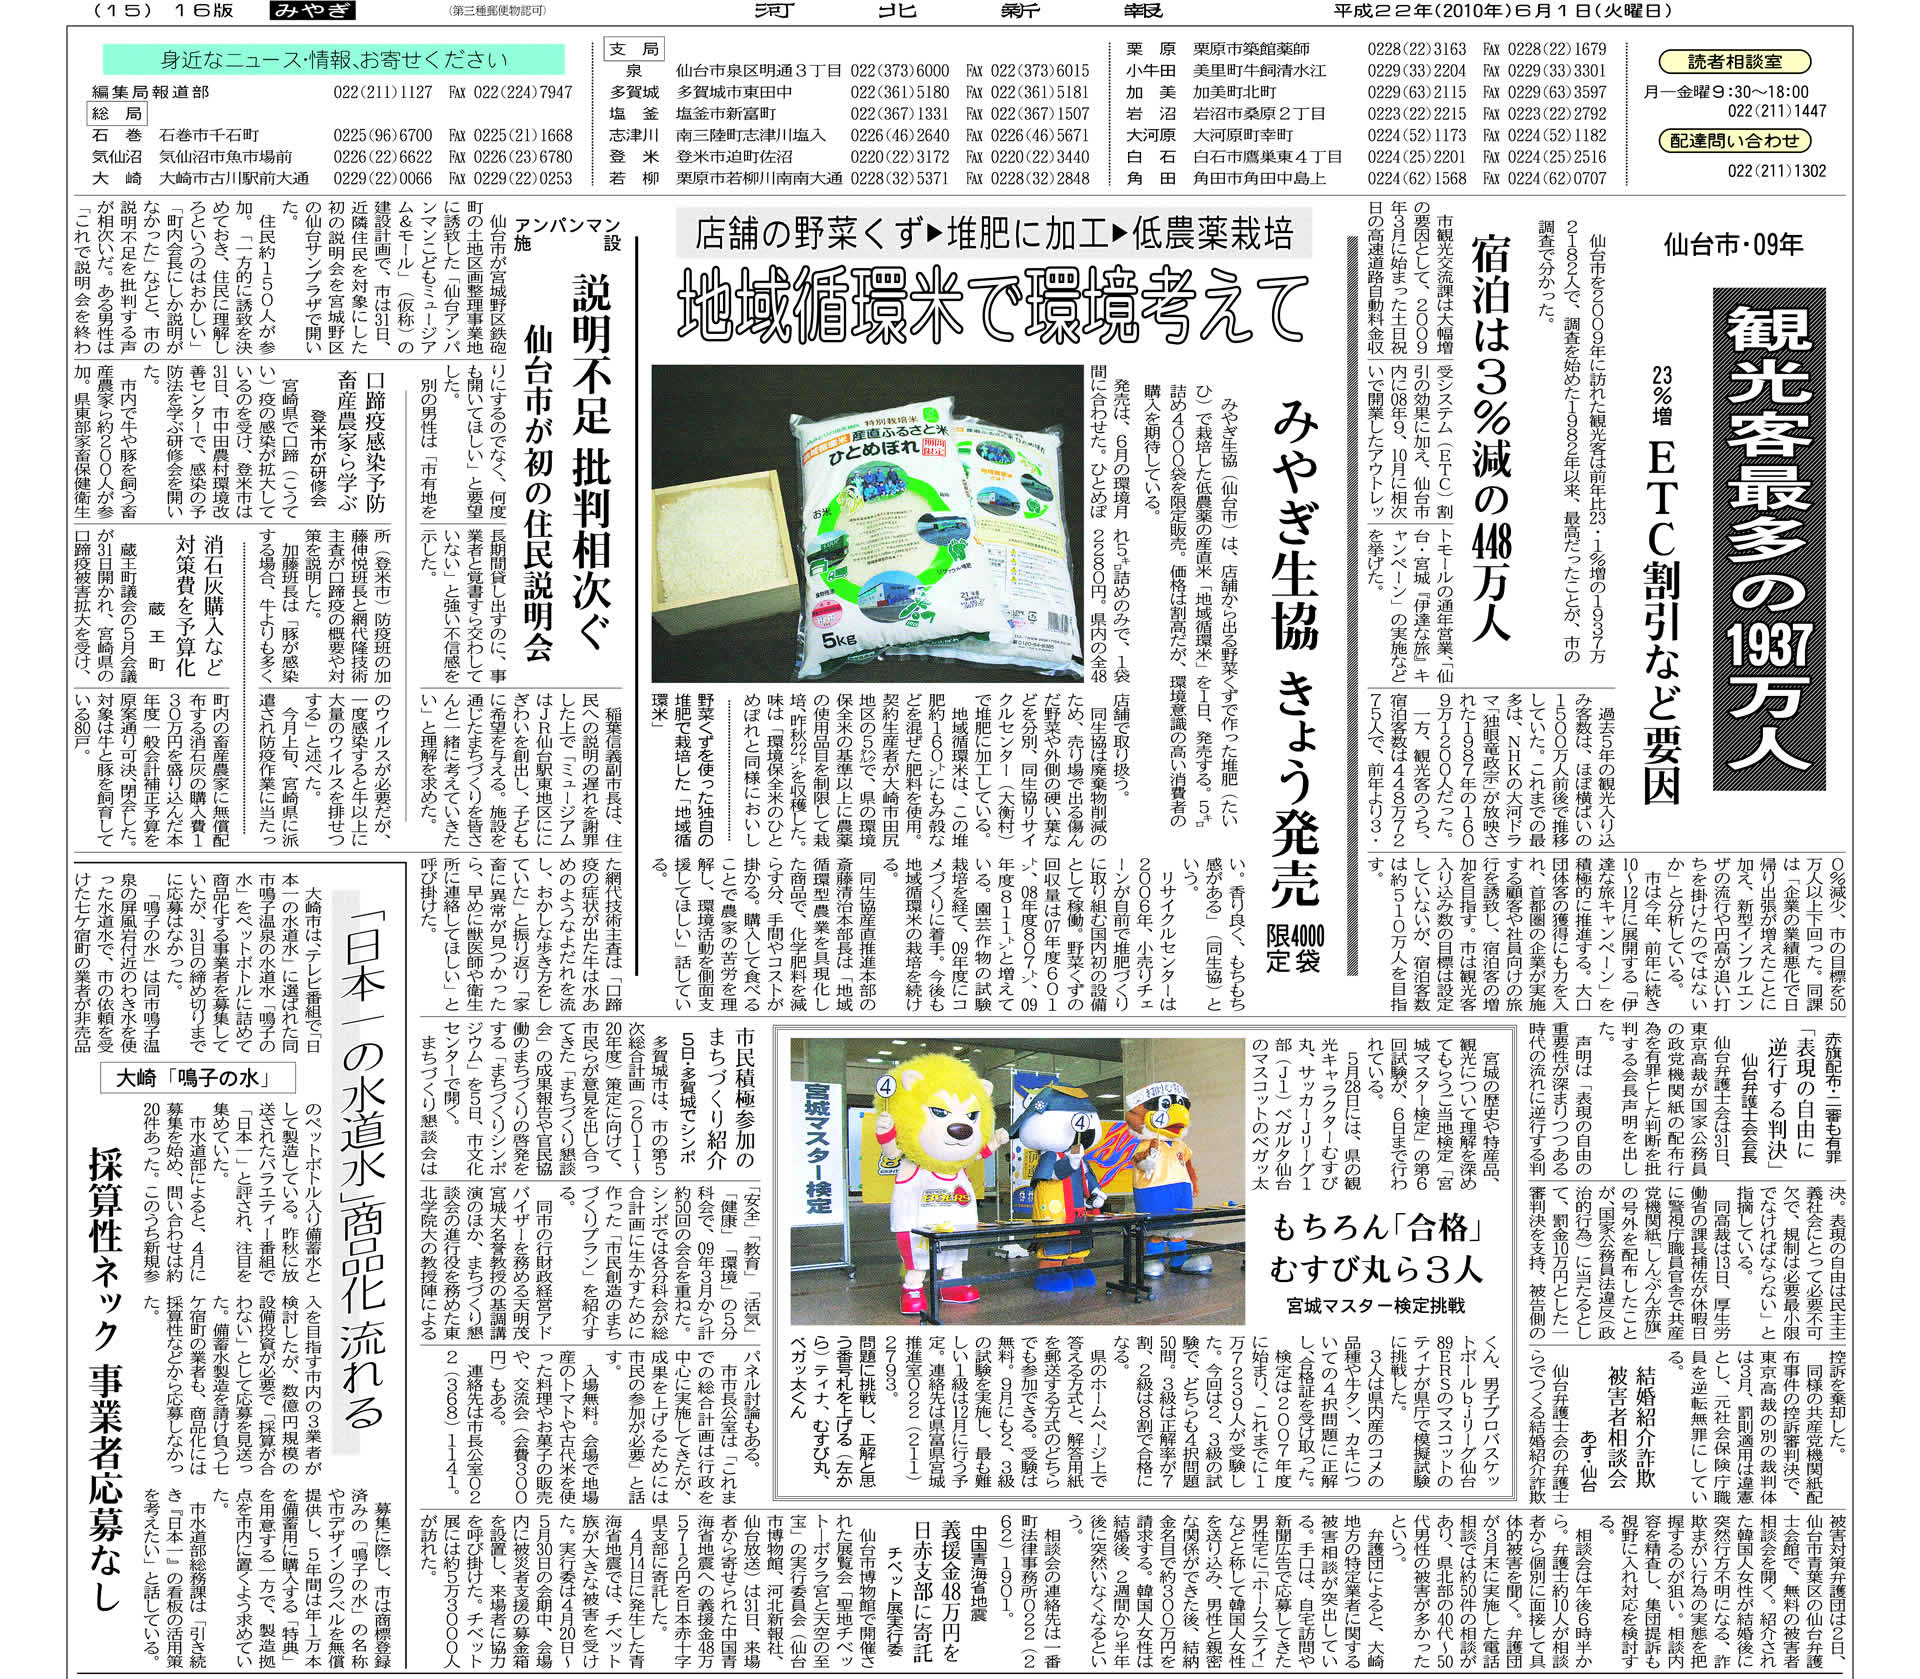 (15) 16版 みやぎ (第三種郵便物認可) 河北新報 平成22年(2010年)6月1日(火曜日)
身近なニュース・情報、お寄せください
編集局報道部 022(211)1127 FAX 022(224)7947
総局
石巻 石巻市千石町 0225(96)6700 FAX 0225(21)1668
気仙沼 気仙沼市魚市場前 0226(22)6622 FAX 0226(23)6780
大崎 大崎市古川駅前大通 0229(22)0066 FAX 0229(22)0253
支局
泉 仙台市泉区明通3丁目 022(373)6000 FAX 022(373)6015
多賀城 多賀城市東田中 022(361)5180 FAX 022(361)5181
塩釜 塩釜市新富町 022(367)1331 FAX 022(367)1507
志津川 南三陸町志津川塩入 0226(46)2640 FAX 0226(46)5671
登米 登米市迫町佐沼 0220(22)3172 FAX 0220(22)3440
若柳 栗原市若柳川南南大通 0228(32)5371 FAX 0228(32)2848
栗原 栗原市築館薬師 0228(22)3163 FAX 0228(22)1679
小牛田 美里町牛飼清水江 0229(33)2204 FAX 0229(33)3301
加美 加美町北町 0229(63)2115 FAX 0229(63)3597
岩沼 岩沼市桑原2丁目 0223(22)2215 FAX 0223(22)2792
大河原 大河原町幸町 0224(52)1173 FAX 0224(52)1182
白石 白石市鷹巣東4丁目 0224(25)2201 FAX 0224(25)2516
角田 角田市角田中島上 0224(62)1568 FAX 0224(62)0707
読者相談室
月―金曜9:30〜18:00
022(211)1447
配達問い合わせ
022(211)1302
仙台市・09年
観光客最多の1937万人
23%増 ETC割引など要因
宿泊は3%減の448万人
仙台市を2009年に訪れた観光客は前年比23・1%増の1937万
2182人で、調査を始めた1982年以来、最高だったことが、市の
調査で分かった。
市観光交流課は大幅増
の要因として、2009
年3月に始まった土日祝
日の高速道路自動料金収
受システム(ETC)割
引の効果に加え、仙台市
内に08年9、10月に相次
いで開業したアウトレッ
トモールの通年営業、「仙
台・宮城『伊達な旅』キ
ャンペーン」の実施など
を挙げた。
過去5年の観光入り込
み客数は、ほぼ横ばいの
1500万人前後で推移
していた。これまでの最
多は、NHKの大河ドラ
マ「独眼竜政宗」が放映さ
れた1987年の160
9万1200人だった。
一方、観光客のうち、
宿泊客数は448万72
75人で、前年より3・
0%減少、市の目標を50
万人以上下回った。同課
は「企業の業績悪化で日
帰り出張が増えたことに
加え、新型インフルエン
ザの流行や円高が追い打
ちを掛けたのではない
か」と分析している。
市は今年、前年に続き
10〜12月に展開する「伊
達な旅キャンペーン」を
積極的に推進する。大口
団体客の獲得にも力を入
れ、首都圏の企業が実施
する顧客や社員向けの旅
行を誘致し、宿泊客の増
加を目指す。市は観光客
入り込み数の目標は設定
していないが、宿泊客数
は約510万人を目指
す。
店舗の野菜くず▶堆肥に加工▶低農薬栽培
地域循環米で環境考えて
みやぎ生協 きょう発売
4000袋限定
みやぎ生協(仙台市)は、店舗から出る野菜くずで作った堆肥(たい
ひ)で栽培した低農薬の産直米「地域循環米」を1日、発売する。5㌔
詰め4000袋を限定販売。価格は割高だが、環境意識の高い消費者の
購入を期待している。
発売は、6月の環境月
間に合わせた。ひとめぼ
れ5㌔詰めのみで、1袋
2280円。県内の全48
店舗で取り扱う。
同生協は廃棄物削減の
ため、売り場で出る傷ん
だ野菜や外側の硬い葉な
どを分別、同生協リサイ
クルセンター(大衡村)
で堆肥に加工している。
地域循環米は、この堆
肥約160㌧にもみ殻な
どを混ぜた肥料を使用。
契約生産者が大崎市田尻
地区の5㌶で、県の環境
保全米の基準以上に農薬
の使用品目を制限して栽
培、昨秋22㌧を収穫した。
味は「環境保全米のひと
めぼれと同様においし
い。香り良く、もちもち
感がある」(同生協)と
いう。
リサイクルセンターは
2006年、小売りチェ
ーンが自前で堆肥づくり
に取り組む国内初の設備
として稼働。野菜くずの
回収量は07年度601
㌧、08年度807㌧、09
年度811㌧と増えて
いる。園芸作物の試験
栽培を経て、09年度にコ
メづくりに着手。今後も
地域循環米の栽培を続け
る。
同生協産直推進本部の
斎藤清治本部長は「地域
循環型農業を具現化し
た商品で、化学肥料を減
らす分、手間やコストが
掛かる。購入して食べる
ことで農家の苦労を理
解し、環境活動を側面支
援してほしい」話してい
る。
野菜くずを使った独自の
堆肥で栽培した「地域循
環米」
特別栽培米
産直ふるさと米
ひとめぼれ
お米
5kg
アンパンマン施設
説明不足 批判相次ぐ
仙台市が初の住民説明会
仙台市が宮城野区鉄砲
町の土地区画整理事業地
に誘致した「仙台アンパ
ンマンこどもミュージア
ム&モール」(仮称)の
建設計画で、市は31日、
近隣住民を対象にした
初の説明会を宮城野区
の仙台サンプラザで開い
た。
住民約150人が参
加。「一方的に誘致を決
めておき、住民に理解し
ろというのはおかしい」
「町内会長にしか説明が
なかった」などと、市の
説明不足を批判する声
が相次いだ。ある男性は
「これで説明会を終わ
りにするのでなく、何度
も開いてほしい」と要望
した。
別の男性は「市有地を
長期間貸し出すのに、事
業者と覚書すら交わして
いない」と強い不信感を
示した。
稲葉信義副市長は、住
民への説明の遅れを謝罪
した上で「ミュージアム
はJR仙台駅東地区にに
ぎわいを創出し、子ども
に希望を与える。施設を
通じたまちづくりを皆さ
んと一緒に考えていきた
い」と理解を求めた。
口蹄疫感染予防
畜産農家ら学ぶ
登米市が研修会
宮崎県で口蹄(こうて
い)疫の感染が拡大して
いるのを受け、登米市は
31日、市中田農村環境改
善センターで、感染の予
防法を学ぶ研修会を開い
た。
市内で牛や豚を飼う畜
産農家ら約200人が参
加。県東部家畜保健衛生
所(登米市)防疫班の加
藤伸悦班長と網代隆技術
主査が口蹄疫の概要や対
策を説明した。
加藤班長は「豚が感染
する場合、牛よりも多く
のウイルスが必要だが、
一度感染すると牛以上に
大量のウイルスを排せつ
する」と述べた。
今月上旬、宮崎県に派
遣され防疫作業に当たっ
た網代技術主査は「口蹄
疫の症状が出た牛は水あ
めのようなよだれを流
し、おかしな歩き方をし
ていた」と振り返り「家
畜に異常が見つかった
ら、早めに獣医師や衛生
所に連絡してほしい」と
呼び掛けた。
消石灰購入など
対策費を予算化
蔵王町
蔵王町議会の5月会議
が31日開かれ、宮崎県の
口蹄疫被害拡大を受け、
町内の畜産農家に無償配
布する消石灰の購入費1
30万円を盛り込んだ本
年度一般会計補正予算を
原案通り可決、閉会した。
対象は牛と豚を飼育して
いる80戸。
「日本一の水道水」商品化 流れる
大崎「鳴子の水」
採算性ネック 事業者応募なし
大崎市は、テレビ番組で「日
本一の水道水」に選ばれた同
市鳴子温泉の水道水「鳴子の
水」をペットボトルに詰めて
商品化する事業者を募集して
いたが、31日の締め切りまで
に応募はなかった。
「鳴子の水」は同市鳴子温
泉の屏風岩付近のわき水を使
った水道水で、市の依頼を受
けた七ケ宿町の業者が非売品
のペットボトル入り備蓄水と
して製造している。昨秋に放
送されたバラエティー番組で
「日本一」と評され、注目を
集めていた。
市水道部によると、4月に
募集を始め、問い合わせは約
20件あった。このうち新規参
入を目指す市内の3業者が
検討したが、数億円規模の
設備投資が必要で「採算が合
わない」として応募を見送っ
た。備蓄水製造を請け負う七
ケ宿町の業者も、商品化には
採算性などから応募しなかっ
た。
募集に際し、市は商標登録
済みの「鳴子の水」の名称
や市デザインのラベルを無償
提供し、5年間は年1万本
を備蓄用に購入する「特典」
を用意する一方で、製造拠
点を市内に置くよう求めてい
た。
市水道部総務課は「引き続
き『日本一』の看板の活用策
を考えたい」と話している。
市民積極参加の
まちづくり紹介
5日・多賀城でシンポ
多賀城市は、市の第5
次総合計画(2011〜
20年度)策定に向けて、
市民らが意見を出し合っ
てきた「まちづくり懇談
会」の成果報告や官民協
働のまちづくりの啓発を
する「まちづくりシンポ
ジウム」を5日、市文化
センターで開く。
まちづくり懇談会は
「安全」「教育」「活気」
「健康」「環境」の5分
科会で、09年3月から計
約50回の会合を重ねた。
シンポでは各分科会が総
合計画に生かすために
作った「市民創造のまち
づくりプラン」を紹介す
る。
同市の行財政経営アド
バイザーを務める天明茂
宮城大名誉教授の基調講
演のほか、まちづくり懇
談会の進行役を務めた東
北学院大の教授陣による
パネル討論もある。
市市長公室は「これま
での総合計画は行政を
中心に実施してきたが、
成果を上げるためには
市民の参加が必要」と話
す。
入場無料。会場で地場
産のトマトや古代米を使
った料理やお菓子の販売
や、交流会(会費300
円)もある。
連絡先は市長公室02
2(368)1141。
もちろん「合格」
むすび丸ら3人
宮城マスター検定挑戦
宮城の歴史や特産品、
観光について理解を深め
てもらうご当地検定「宮
城マスター検定」の第6
回試験が、6日まで行わ
れている。
5月28日には、県の観
光キャラクターむすび
丸、サッカーJリーグ1
部(J1)ベガルタ仙台
のマスコットのベガッ太
くん、男子プロバスケッ
トボールbjリーグ仙台
89ERSのマスコットの
ティナが県庁で模擬試験
に挑戦した。
3人は県内産のコメの
品種や牛タン、カキにつ
いての4択問題に正解
し、合格証を受け取った。
検定は2007年度
に始まり、これまでに1
万7239人が受験し
た。今回は2、3級の試
験で、どちらも4択問題
50問。3級は正解率が7
割、2級は8割で合格に
なる。
県のホームページ上で
答える方式と、解答用紙
を郵送する方式のどちら
でも参加できる。受験は
無料。9月にも2、3級
の試験を実施し、最も難
しい1級は12月に行う予
定。連絡先は県富県宮城
推進室022(211)
2793。
問題に挑戦し、正解と思
う番号札を上げる(左か
ら)ティナ、むすび丸、
ベガッ太くん
宮城マスター検定
④
④
④
赤旗配布・二審も有罪
「表現の自由に
逆行する判決」
仙台弁護士会会長
仙台弁護士会は31日、
東京高裁が国家公務員
の政党機関紙の配布行
為を有罪とした判断を批
判する会長声明を出し
た。
声明は「表現の自由の
重要性が深まりつつある
時代の流れに逆行する判
決。表現の自由は民主主
義社会にとって必要不可
欠で、規制は必要最小限
でなければならない」と
指摘している。
同高裁は13日、厚生労
働省の課長補佐が休暇日
に警視庁職員官舎で共産
党機関紙「しんぶん赤旗」
の号外を配布したこと
が「国家公務員法違反(政
治的行為)に当たるとし
て、罰金10万円とした一
審判決を支持、被告側の
控訴を棄却した。
同様の共産党機関紙配
布事件の控訴審判決で、
東京高裁の別の裁判体
は3月、罰則適用は違憲
とし、元社会保険庁職
員を逆転無罪にしてい
る。
結婚紹介詐欺
被害者相談会
あす・仙台
仙台弁護士会の弁護士
らでつくる結婚紹介詐欺
被害対策弁護団は2日、
仙台市青葉区の仙台弁護
士会館で、無料の被害者
相談会を開く。紹介され
た韓国人女性が結婚後に
突然行方不明になる、詐
欺まがい行為の実態を把
握するのが狙い。相談内
容を精査し、集団提訴も
視野に入れ対応を検討す
る。
相談会は午後6時半か
ら。弁護士約10人が相談
者から個別に面接して具
体的被害を聞く。弁護団
が3月末に実施した電話
相談では約50件の相談が
あり、県北部の40代〜50
代男性の被害が多かった
という。
弁護団によると、大崎
地方の特定業者に関する
被害相談が突出してい
る。手口は、自宅訪問や
新聞広告で応募してきた
男性宅に「ホームステイ」
などと称して韓国人女性
を送り込み、男性と親密
な関係ができた後、結納
金名目で約300万円を
請求する。韓国人女性は
結婚後、2週間から半年
後に突然いなくなるとい
う。
相談会の連絡先は一番
町法律事務所022(2
62)1901。
中国青海省地震
義援金48万円を
日赤支部に寄託
チベット展実行委
仙台市博物館で開催さ
れた展覧会「聖地チベッ
トーポタラ宮と天空の至
宝」の実行委員会(仙台
市博物館、河北新報社、
仙台放送)は31日、来場
者から寄せられた中国青
海省地震への義援金48万
5712円を日本赤十字
県支部に寄託した。
4月14日に発生した青
海省地震では、チベット
族が大きな被害を受け
た。実行委は4月20日〜
5月30日の会期中、会場
内に被災者支援の募金箱
を設置し、来場者に協力
を呼び掛けた。チベット
展には約5万3000人
が訪れた。